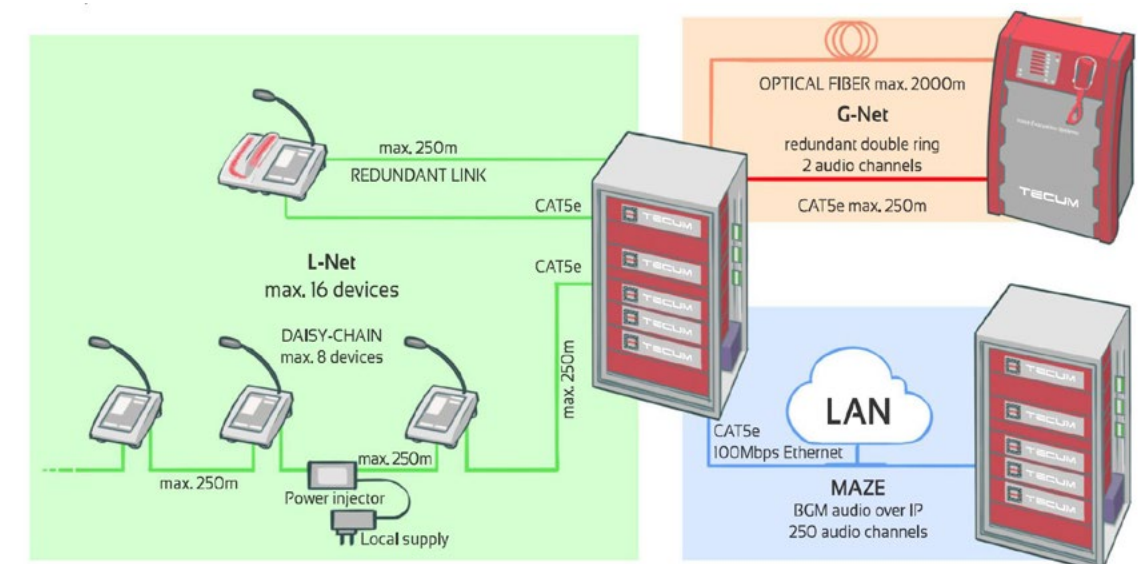 max. 250m
REDUNDANT LINK
CAT5e
L-Net
max. 16 devices
CAT5e
DAISY-CHAIN
max. 8 devices
max. 250m
max. 250m
max. 250m
Power injector
Local supply
TECUM
TECUM
TECUM
TECUM
TECUM
OPTICAL FIBER max. 2000m
G-Net
redundant double ring
2 audio channels
CAT5e max. 250m
Voice Evacuation Systems
TECUM
LAN
CAT5e
100Mbps Ethernet
MAZE
BGM audio over IP
250 audio channels
TECUM
TECUM
TECUM
TECUM
TECUM